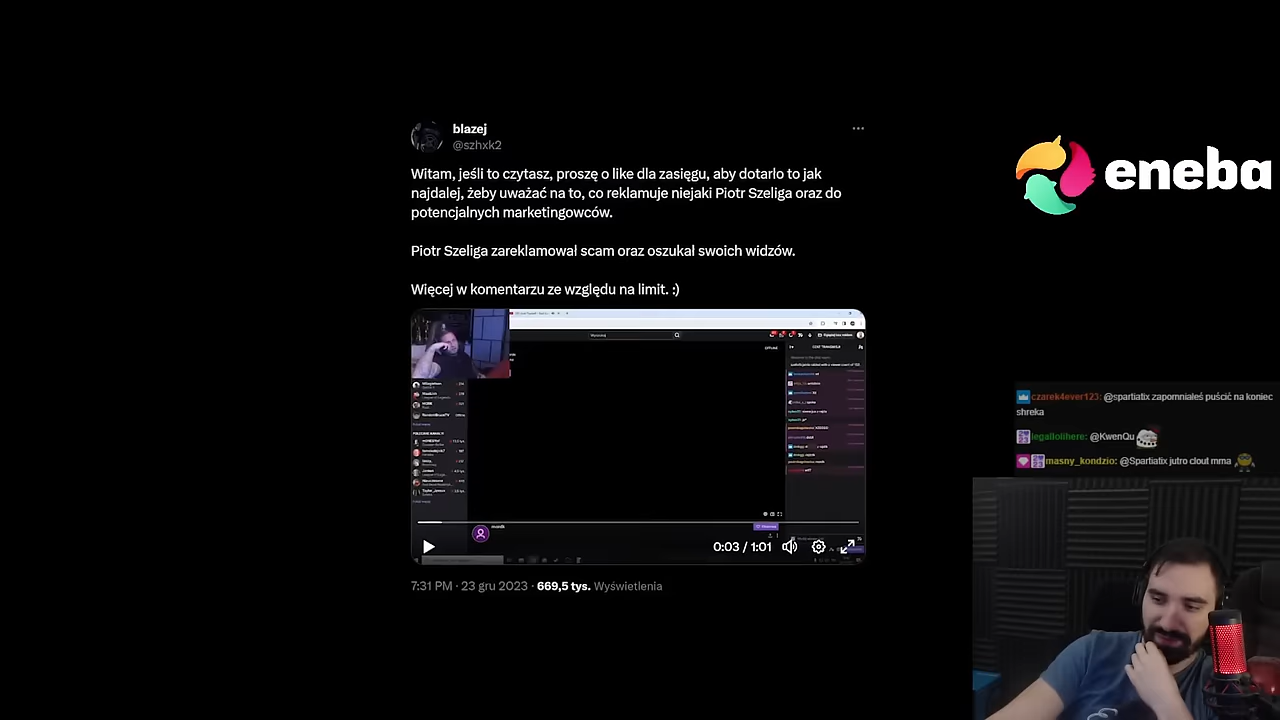 blazej
@szhxk2
Witam, jeśli to czytasz, proszę o like dla zasięgu, aby dotarło to jak
najdalej, żeby uważać na to, co reklamuje niejaki Piotr Szeliga oraz do
potencjalnych marketingowców.
Piotr Szeliga zareklamował scam oraz oszukał swoich widzów.
Więcej w komentarzu ze względu na limit. :)
0:03 / 1:01
7:31 PM · 23 gru 2023 · 669,5 tys. Wyświetlenia
eneba
czarek4ever123: @spartiatix zapomniałeś puścić na koniec
shreka
legallolihere: @KwenQu
masny_kondzio: @Spartiatix jutro clout mma